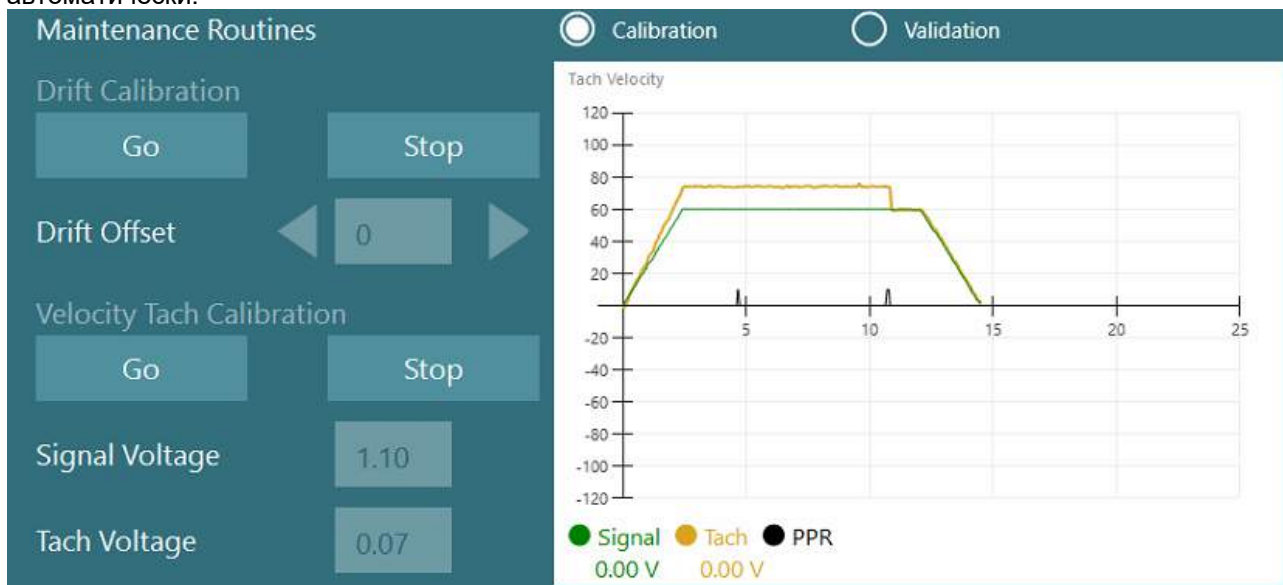 автоматически.
Maintenance Routines
Calibration
Validation
Drift Calibration
Go
Stop
Drift Offset
0
Velocity Tach Calibration
Go
Stop
Signal Voltage
1.10
Tach Voltage
0.07
Tach Velocity
120
100
80
60
40
20
-20
-40
-60
-80
-100
-120
5
10
15
20
25
Signal
Tach
PPR
0.00 V
0.00 V